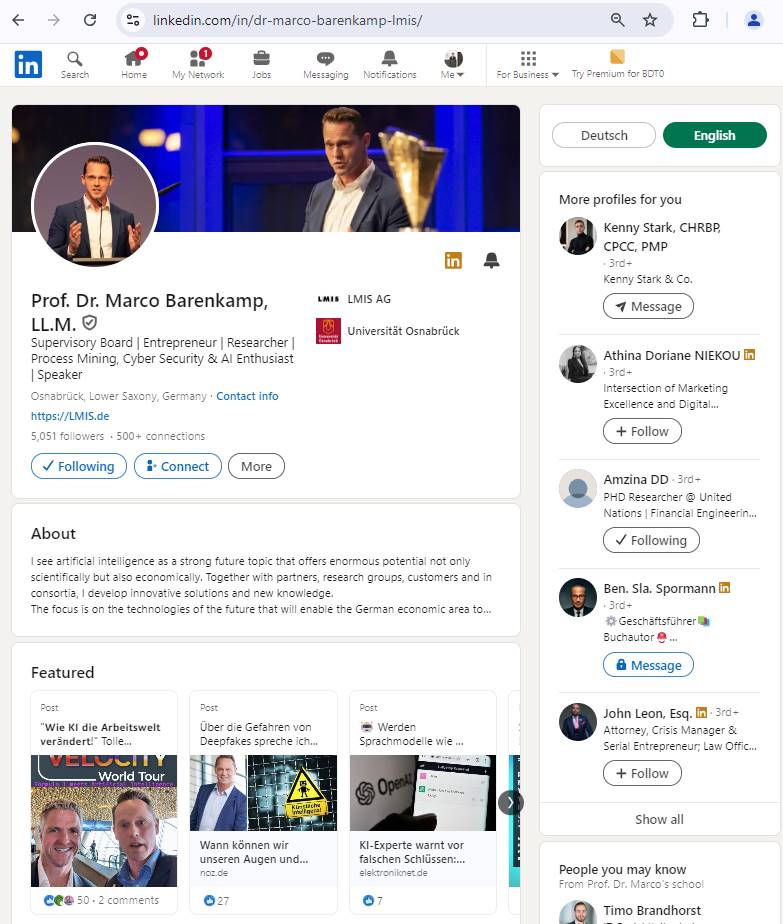 linkedin.com/in/dr-marco-barenkamp-lmis/
in
Search
Home
1
My Network
Jobs
Messaging
Notifications
Me
For Business
Try Premium for BDT0
Prof. Dr. Marco Barenkamp,
LL.M.
Supervisory Board | Entrepreneur | Researcher |
Process Mining, Cyber Security & AI Enthusiast
| Speaker
Osnabrück, Lower Saxony, Germany · Contact info
https://LMIS.de
5,051 followers · 500+ connections
Following
Connect
More
in
LMIS LMIS AG
Universität Osnabrück
About
I see artificial intelligence as a strong future topic that offers enormous potential not only
scientifically but also economically. Together with partners, research groups, customers and in
consortia, I develop innovative solutions and new knowledge.
The focus is on the technologies of the future that will enable the German economic area to...
Featured
Post
"Wie KI die Arbeitswelt
verändert!" Tolle...
VELOCITY
World Tour
Formula 1 meets Artificial Intelligence
50 · 2 comments
Post
Über die Gefahren von
Deepfakes spreche ich...
Künstliche
Intelligenz
Wann können wir
unseren Augen und...
noz.de
27
Post
Werden
Sprachmodelle wie ...
OpenAI
KI-Experte warnt vor
falschen Schlüssen:...
elektroniknet.de
7
Deutsch
English
More profiles for you
Kenny Stark, CHRBP,
CPCC, PMP
· 3rd+
Kenny Stark & Co.
Message
Athina Doriane NIEKOU in
· 3rd+
Intersection of Marketing
Excellence and Digital...
+ Follow
Amzina DD · 3rd+
PHD Researcher @ United
Nations | Financial Engineerin...
Following
Ben. Sla. Spormann in
· 3rd+
Geschäftsführer
Buchautor ...
Message
John Leon, Esq. in · 3rd+
Attorney, Crisis Manager &
Serial Entrepreneur; Law Offic...
+ Follow
Show all
People you may know
From Prof. Dr. Marco's school
Timo Brandhorst